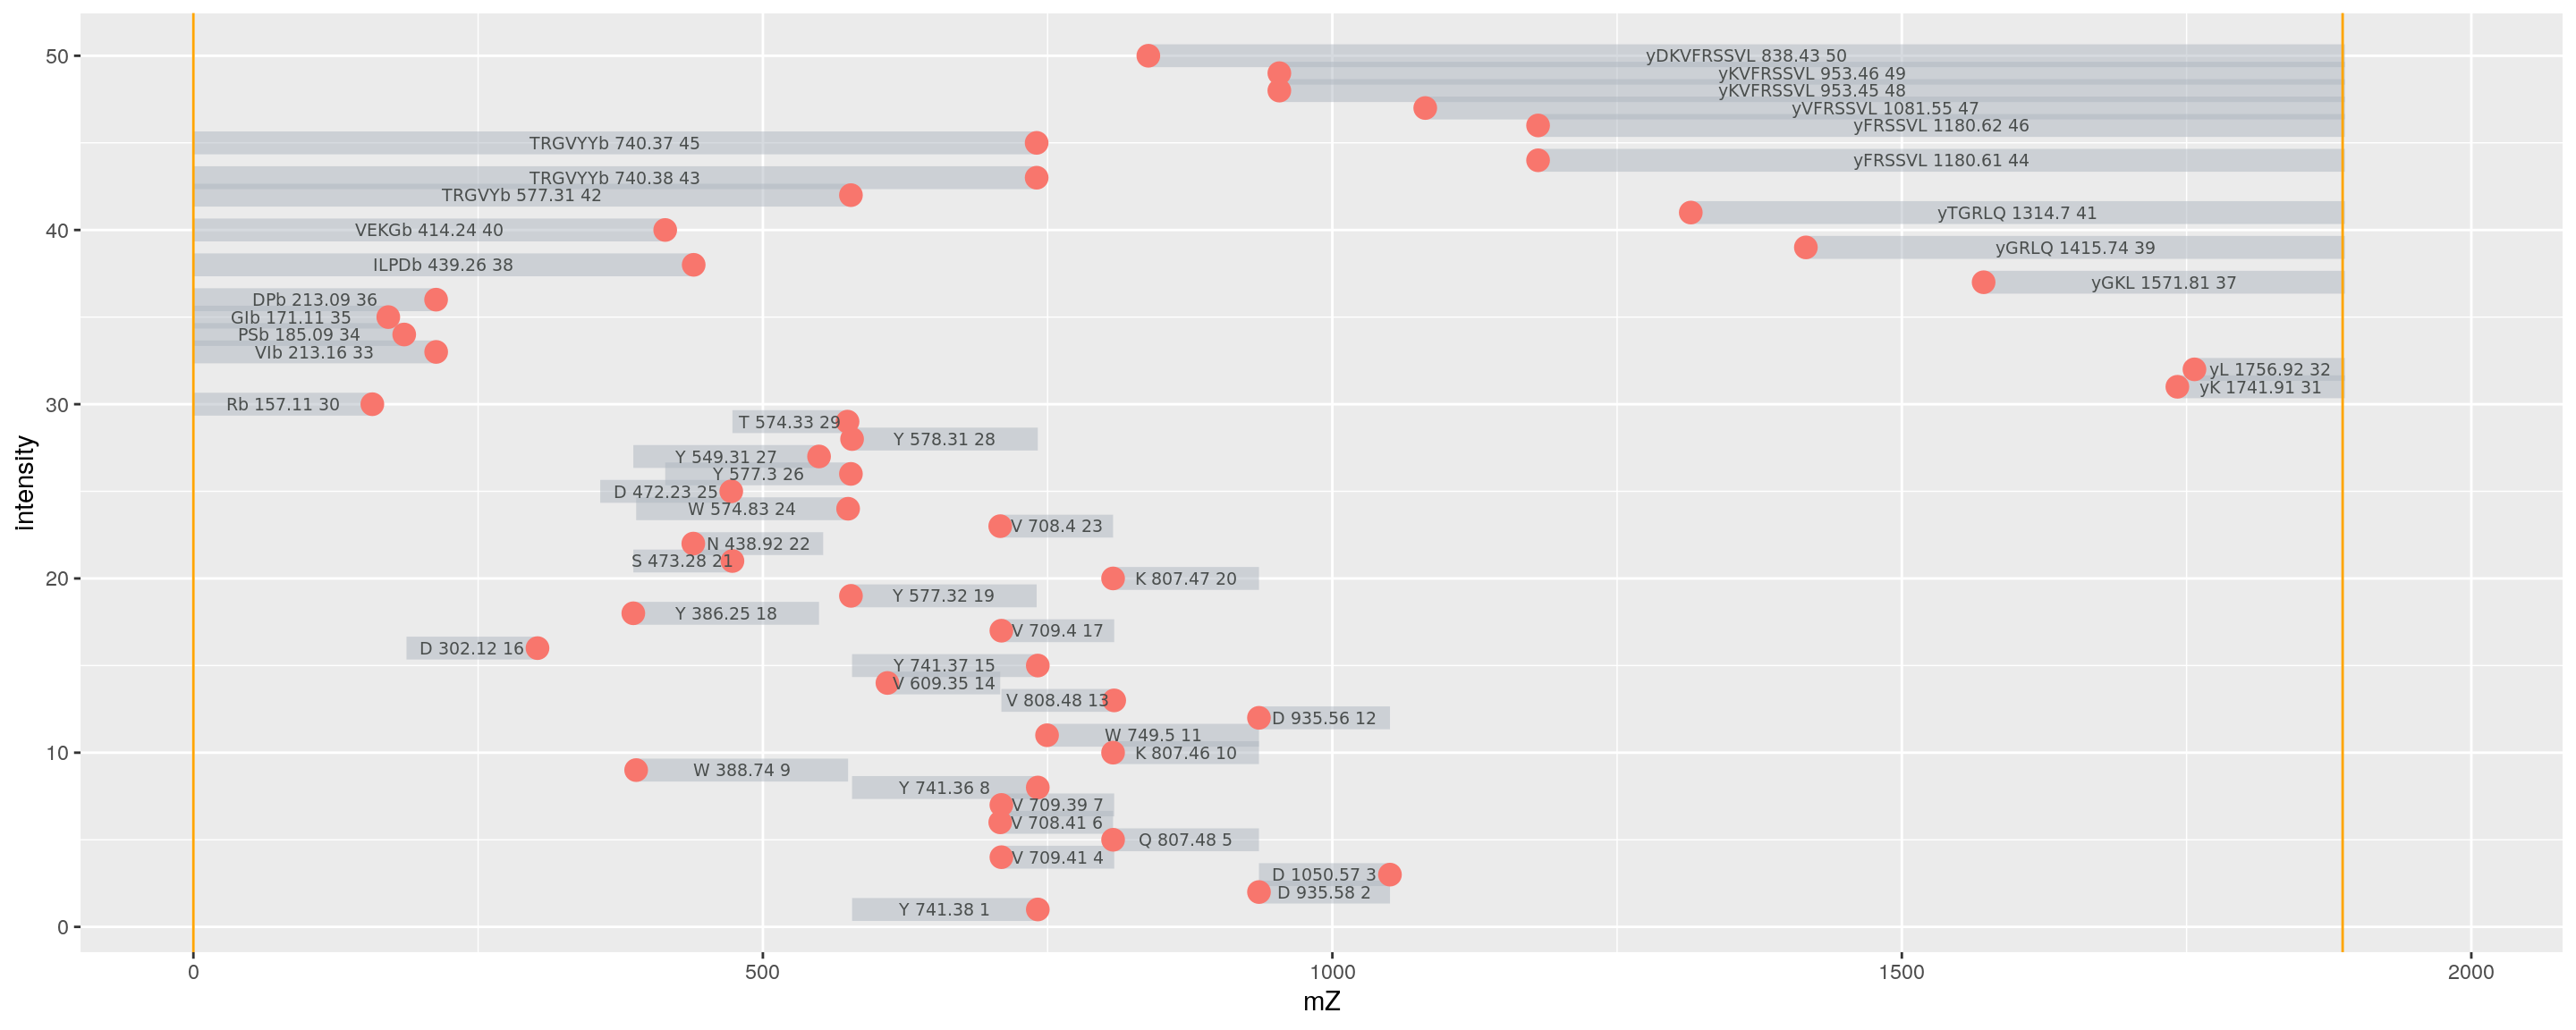 50
yDKVFRSSVL 838.43 50
yKVFRSSVL 953.46 49
yKVFRSSVL 953.45 48
yVFRSSVL 1081.55 47
yFRSSVL 1180.62 46
TRGVYYb 740.37 45
yFRSSVL 1180.61 44
TRGVYYb 740.38 43
TRGVYb 577.31 42
yTGRLQ 1314.7 41
40
VEKGb 414.24 40
yGRLQ 1415.74 39
ILPDb 439.26 38
yGKL 1571.81 37
DPb 213.09 36
GIb 171.11 35
PSb 185.09 34
VIb 213.16 33
yL 1756.92 32
yK 1741.91 31
30
Rb 157.11 30
T 574.33 29
Y 578.31 28
Y 549.31 27
Y 577.3 26
D 472.23 25
W 574.83 24
V 708.4 23
N 438.92 22
S 473.28 21
20
K 807.47 20
Y 577.32 19
Y 386.25 18
V 709.4 17
D 302.12 16
Y 741.37 15
V 609.35 14
V 808.48 13
D 935.56 12
W 749.5 11
10
K 807.46 10
W 388.74 9
Y 741.36 8
V 709.39 7
V 708.41 6
Q 807.48 5
V 709.41 4
D 1050.57 3
D 935.58 2
Y 741.38 1
0
intensity
0 500 1000 1500 2000
mZ